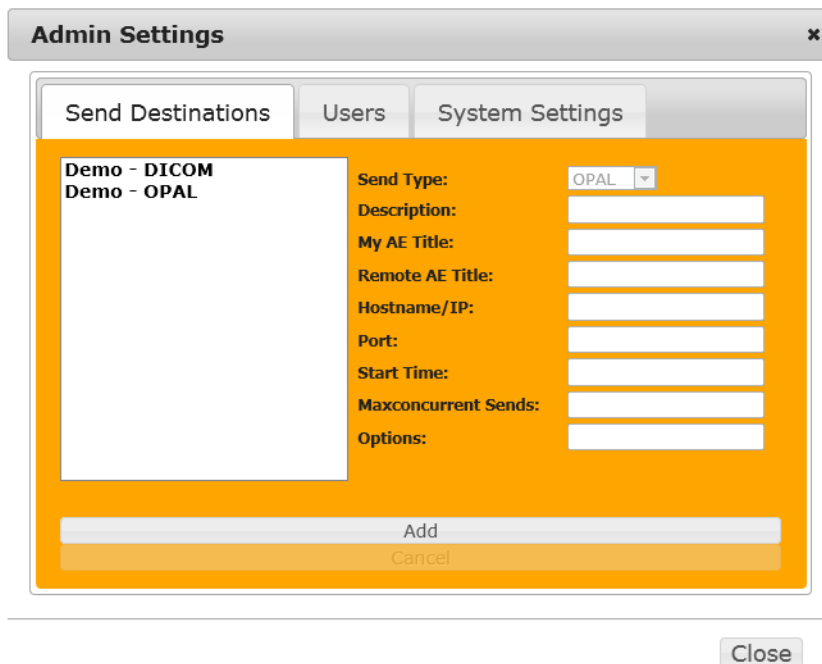 Admin Settings
Send Destinations Users System Settings
Demo - DICOM
Demo - OPAL
Send Type: OPAL
Description:
My AE Title:
Remote AE Title:
Hostname/IP:
Port:
Start Time:
Maxconcurrent Sends:
Options:
Add
Cancel
Close